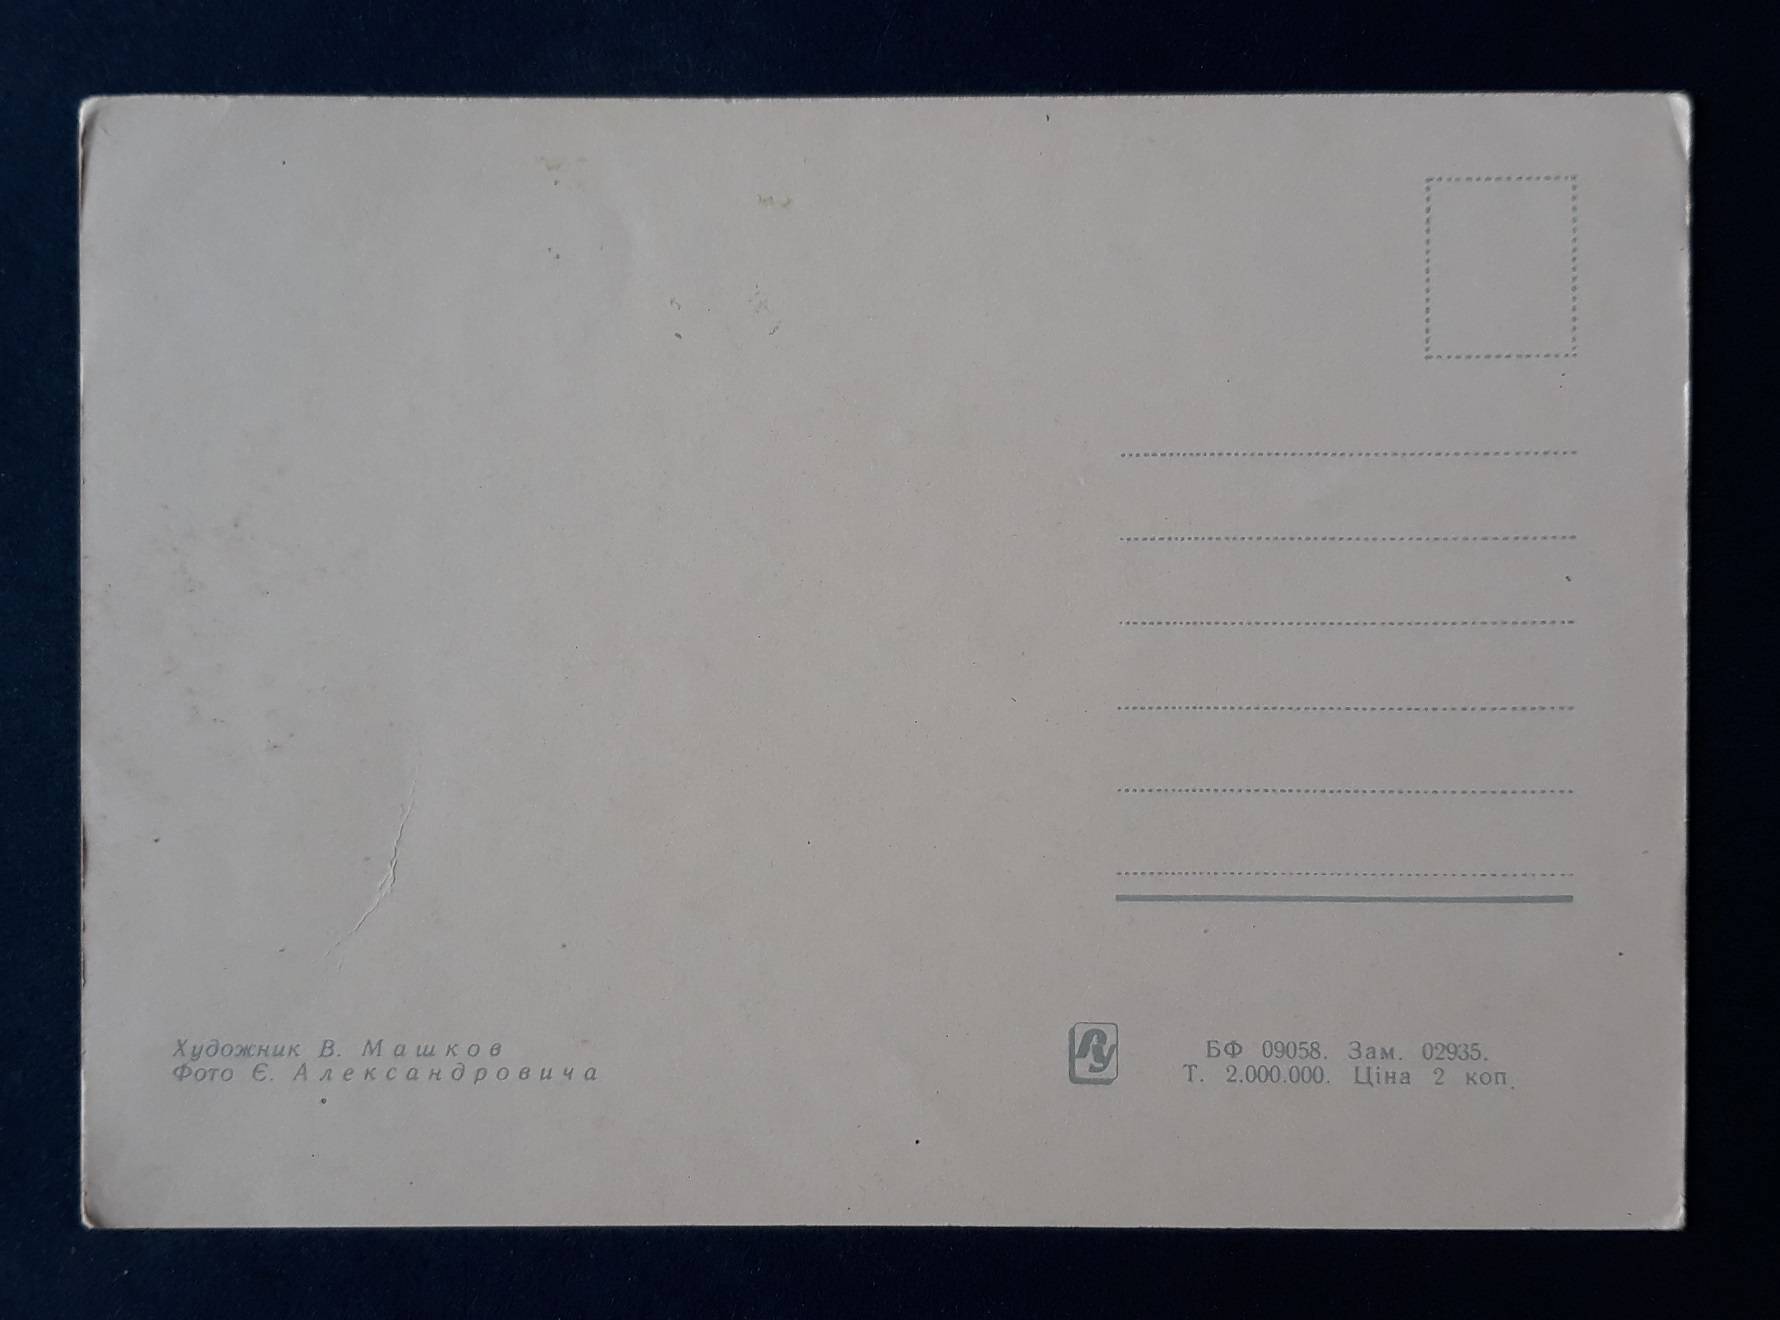 Художник В. Машков
Фото Є. Александровича
БФ 09058. Зам. 02935.
Т. 2.000.000. Ціна 2 коп.